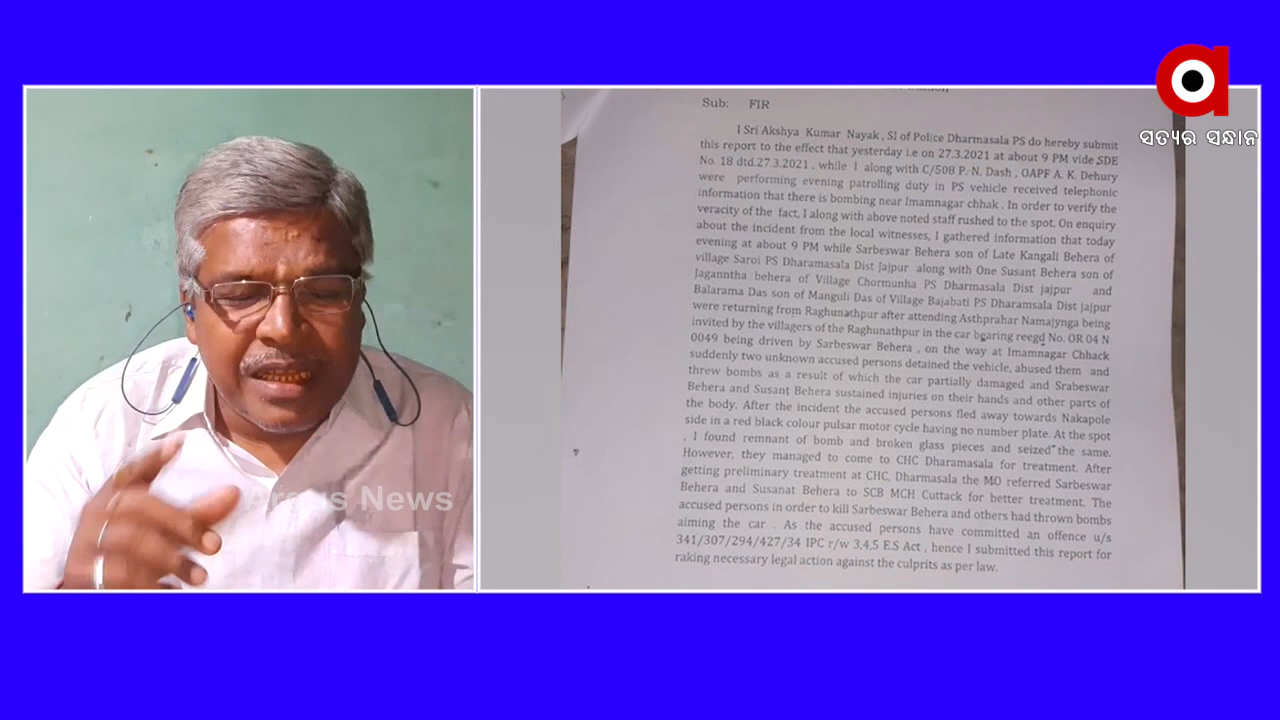 ସତ୍ୟର ସନ୍ଧାନ
Argus News
Sub: FIR
I Sri Akshya Kumar Nayak , SI of Police Dharmasala PS do hereby submit
this report to the effect that yesterday i.e on 27.3.2021 at about 9 PM vide SDE
No. 18 dtd.27.3.2021 , while I along with C/508 P. N. Dash , OAPF A. K. Dehury
were performing evening patrolling duty in PS vehicle received telephonic
information that there is bombing near Imamnagar chhak . In order to verify the
veracity of the fact, I along with above noted staff rushed to the spot. On enquiry
about the incident from the local witnesses, I gathered information that today
evening at about 9 PM while Sarbeswar Behera son of Late Kangali Behera of
village Saroi PS Dharamasala Dist Jajpur along with One Susant Behera son of
Jaganntha behera of Village Chormunha PS Dharmasala Dist jajpur and
Balarama Das son of Manguli Das of Village Bajabati PS Dharamsala Dist jajpur
were returning from Raghunathpur after attending Asthprahar Namajynga being
invited by the villagers of the Raghunathpur in the car bearing reegd No. OR 04 N
0049 being driven by Sarbeswar Behera , on the way at Imamnagar Chhack
suddenly two unknown accused persons detained the vehicle, abused them and
threw bombs as a result of which the car partially damaged and Srabeswar
Behera and Susant Behera sustained injuries on their hands and other parts of
the body. After the incident the accused persons fled away towards Nakapole
side in a red black colour pulsar motor cycle having no number plate. At the spot
, I found remnant of bomb and broken glass pieces and seized the same.
However, they managed to come to CHC Dharamasala for treatment. After
getting preliminary treatment at CHC, Dharmasala the MO referred Sarbeswar
Behera and Susanat Behera to SCB MCH Cuttack for better treatment. The
accused persons in order to kill Sarbeswar Behera and others had thrown bombs
aiming the car . As the accused persons have committed an offence u/s
341/307/294/427/34 IPC r/w 3,4,5 E.S Act , hence I submitted this report for
raking necessary legal action against the culprits as per law.